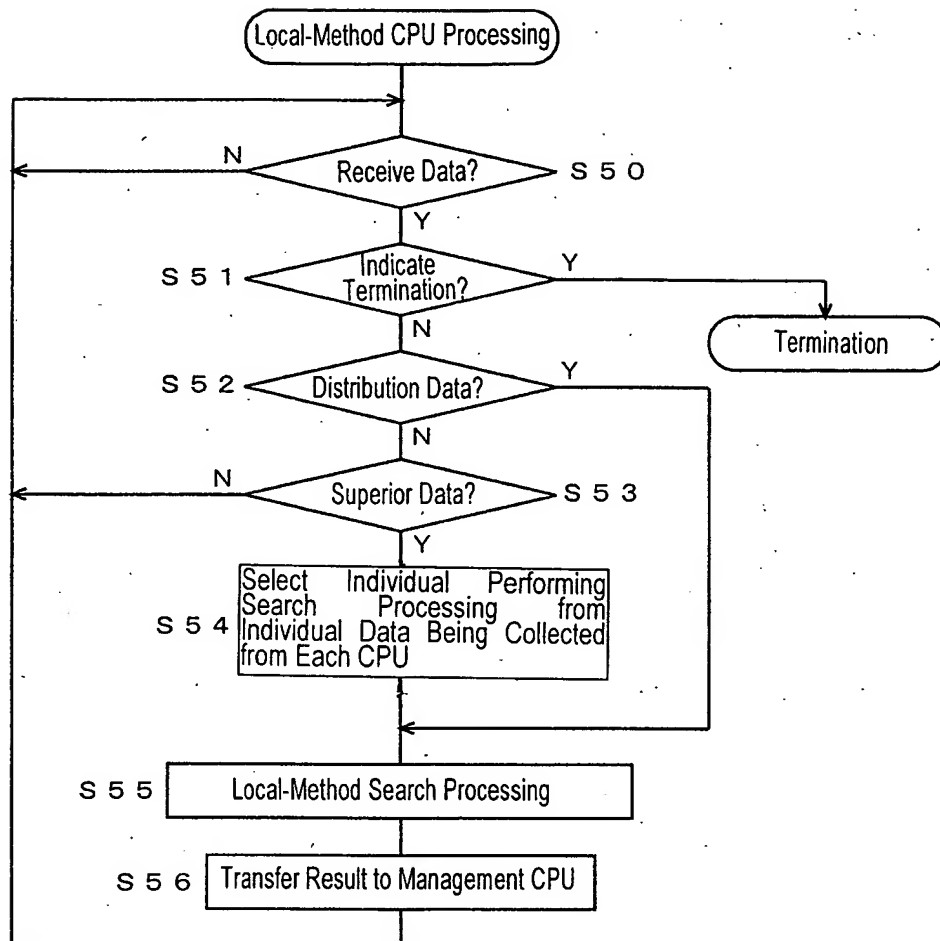 Local-Method CPU Processing
N
Receive Data?
S 5 0
Y
S 5 1
Indicate
Termination?
Y
N
Termination
S 5 2
Distribution Data?
Y
N
N
Superior Data?
S 5 3
Y
S 5 4
Select Individual Performing
Search Processing from
Individual Data Being Collected
from Each CPU
S 5 5
Local-Method Search Processing
S 5 6
Transfer Result to Management CPU